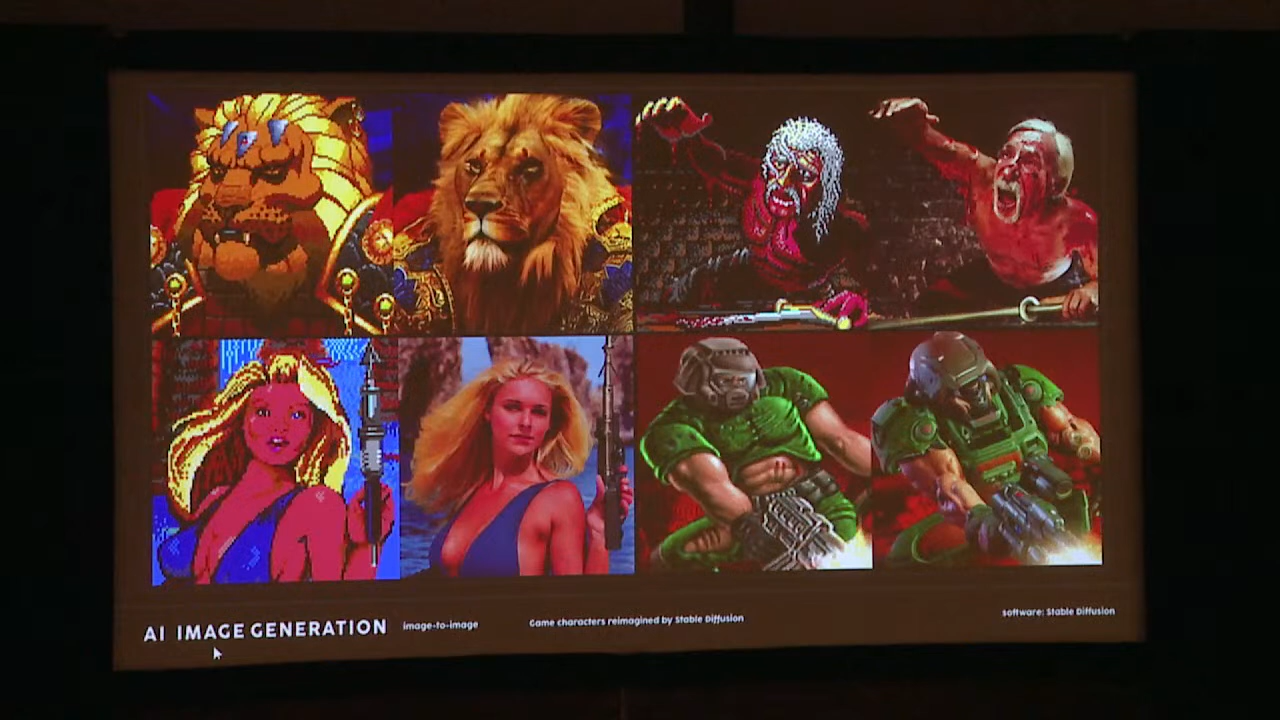 AI IMAGE GENERATION
image-to-image
Game characters reimagined by Stable Diffusion
software: Stable Diffusion